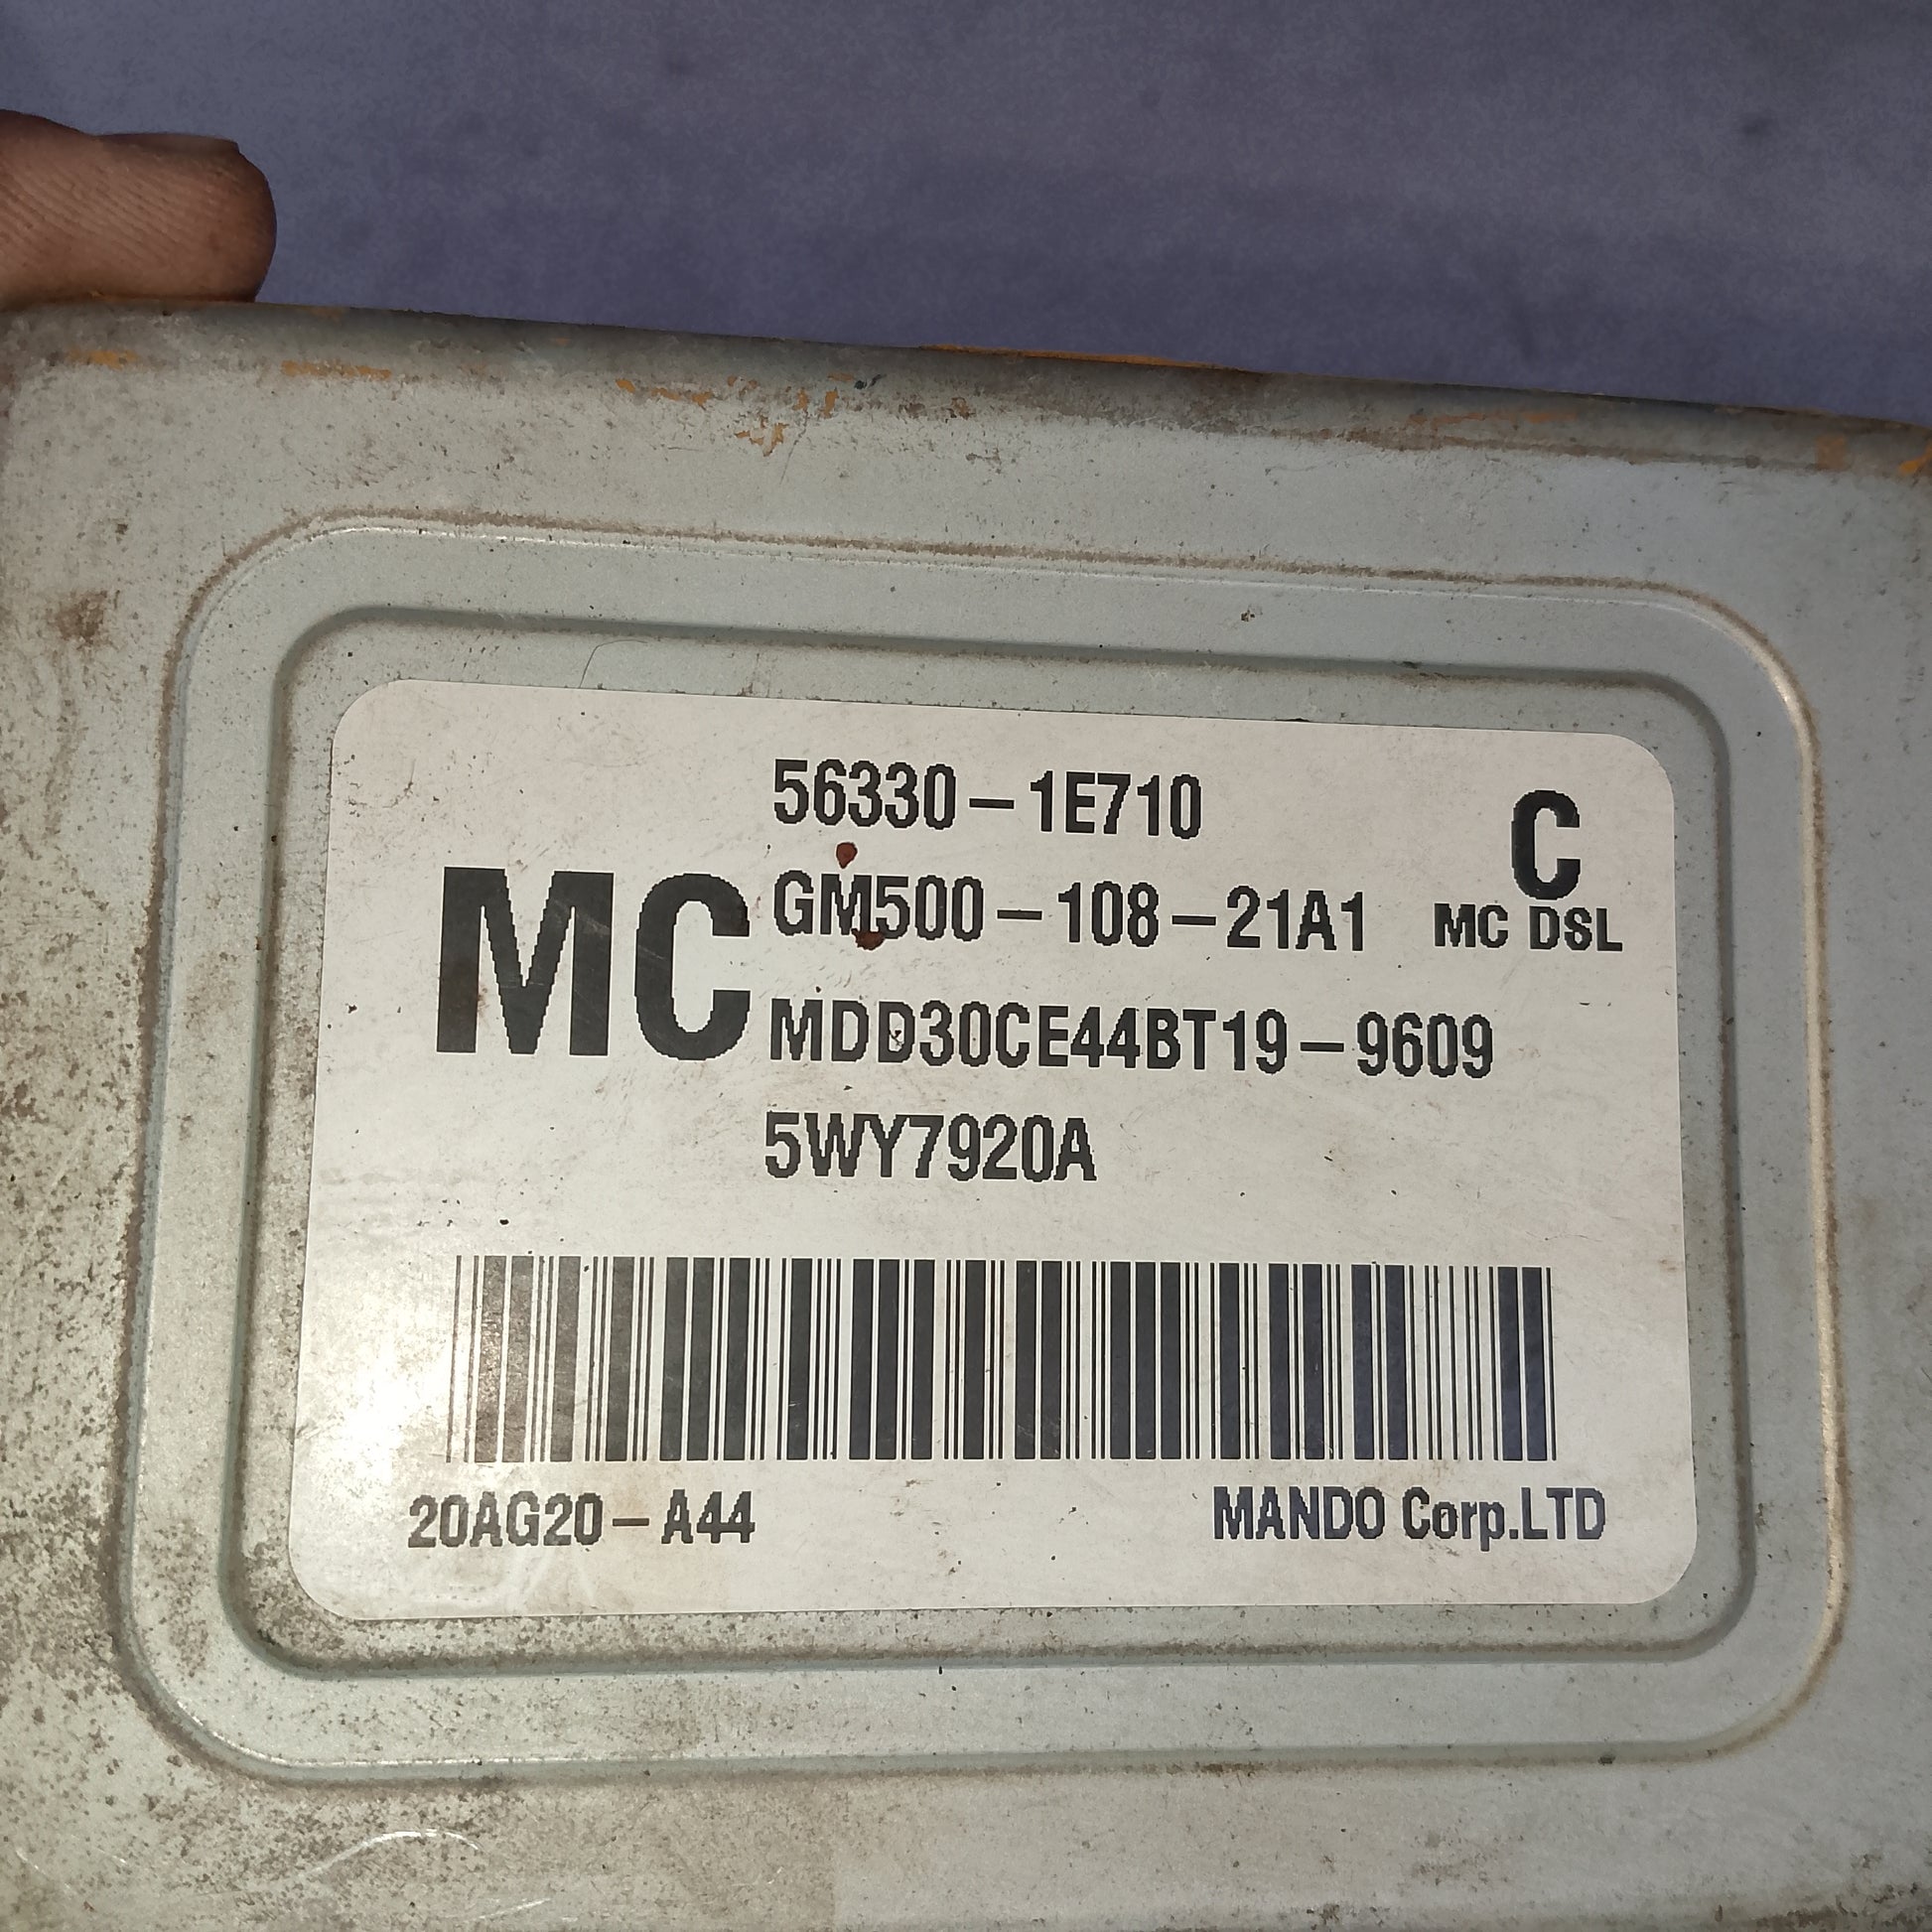 56330-1E710
C
MC
GM500-108-21A1
MC DSL
MDD30CE44BT19-9609
5WY7920A
20AG20-A44
MANDO Corp.LTD